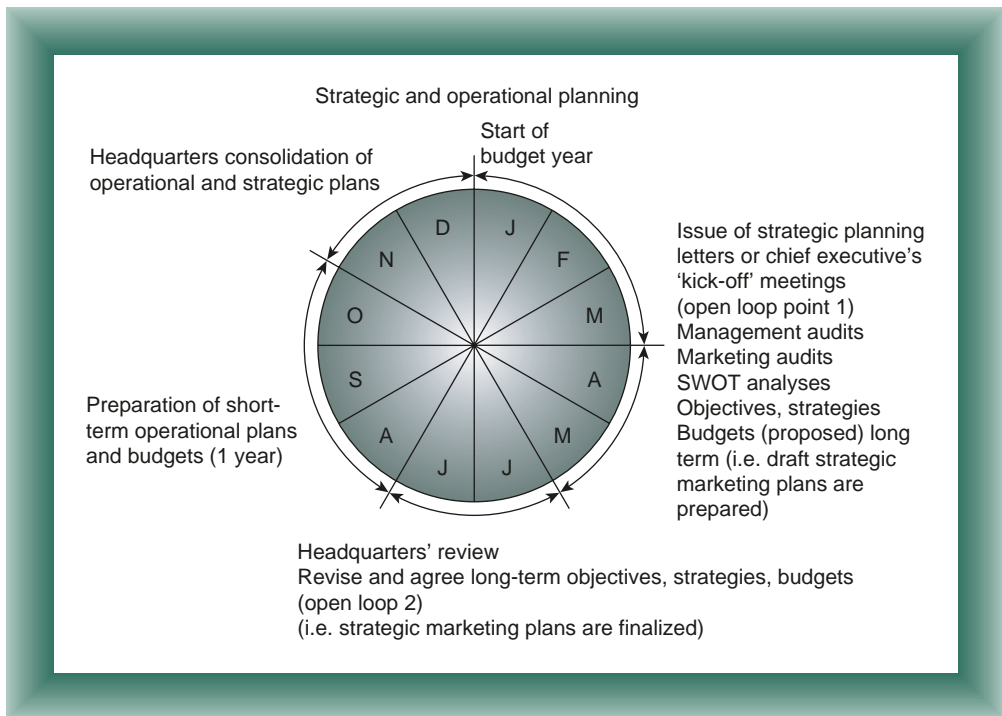 Strategic and operational planning
Start of
budget year
Headquarters consolidation of
operational and strategic plans
D
J
N
F
O
M
S
A
A
M
J
J
Issue of strategic planning
letters or chief executive's
‘kick-off’ meetings
(open loop point 1)
Management audits
Marketing audits
SWOT analyses
Objectives, strategies
Budgets (proposed) long
term (i.e. draft strategic
marketing plans are
prepared)
Preparation of short-
term operational plans
and budgets (1 year)
Headquarters’ review
Revise and agree long-term objectives, strategies, budgets
(open loop 2)
(i.e. strategic marketing plans are finalized)